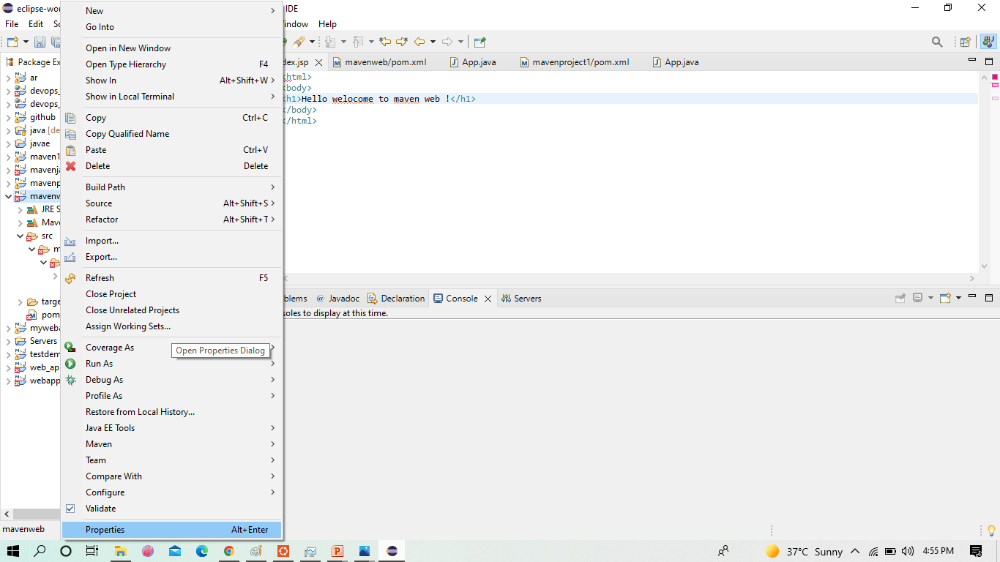 eclipse-wor
IDE
File Edit
indow Help
New
Go Into
Open in New Window
Open Type Hierarchy F4
Show In Alt+Shift+W
Show in Local Terminal
Copy Ctrl+C
Copy Qualified Name
Paste Ctrl+V
Delete Delete
Build Path
Source Alt+Shift+S
Refactor Alt+Shift+T
Import...
Export...
Refresh F5
Close Project
Close Unrelated Projects
Assign Working Sets...
Coverage As
Open Properties Dialog
Run As
Debug As
Profile As
Restore from Local History...
Java EE Tools
Maven
Team
Compare With
Configure
Validate
Properties Alt+Enter
Package Ex
ar
devops_
devops_
github
java [de
javae
maven1
mavenja
mavenp
mavenw
JRE S
Mave
src
m
targe
pom
myweba
Servers
testdem
web_ap
webapp
dex.jsp
mavenweb/pom.xml
App.java
mavenproject1/pom.xml
App.java
<html>
<body>
<h1>Hello welocome to maven web !</h1>
</body>
</html>
blems
Javadoc
Declaration
Console
Servers
soles to display at this time.
mavenweb
37°C Sunny
4:55 PM